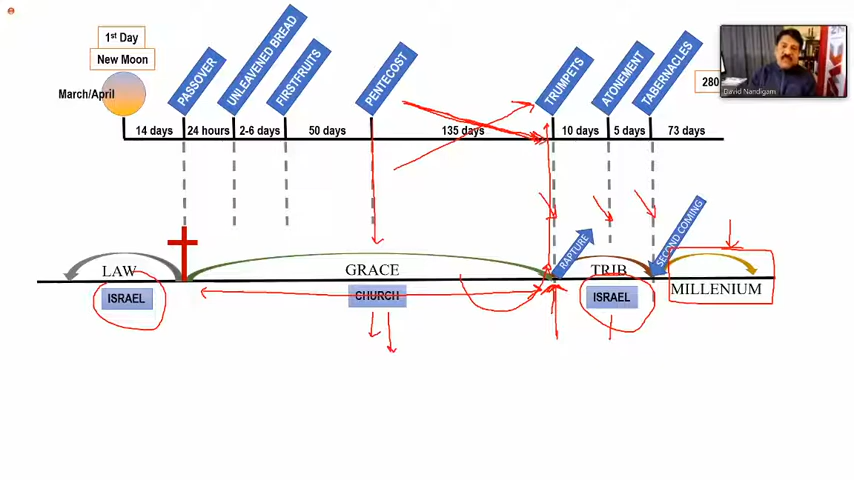 1st Day
New Moon
March/April
PASSOVER
UNLEAVENED BREAD
FIRSTFRUITS
PENTECOST
TRUMPETS
ATONEMENT
TABERNACLES
280
David Nandigam
14 days
24 hours
2-6 days
50 days
135 days
10 days
5 days
73 days
RAPTURE
SECOND COMING
LAW
GRACE
TRIB
MILLENIUM
ISRAEL
CHURCH
ISRAEL